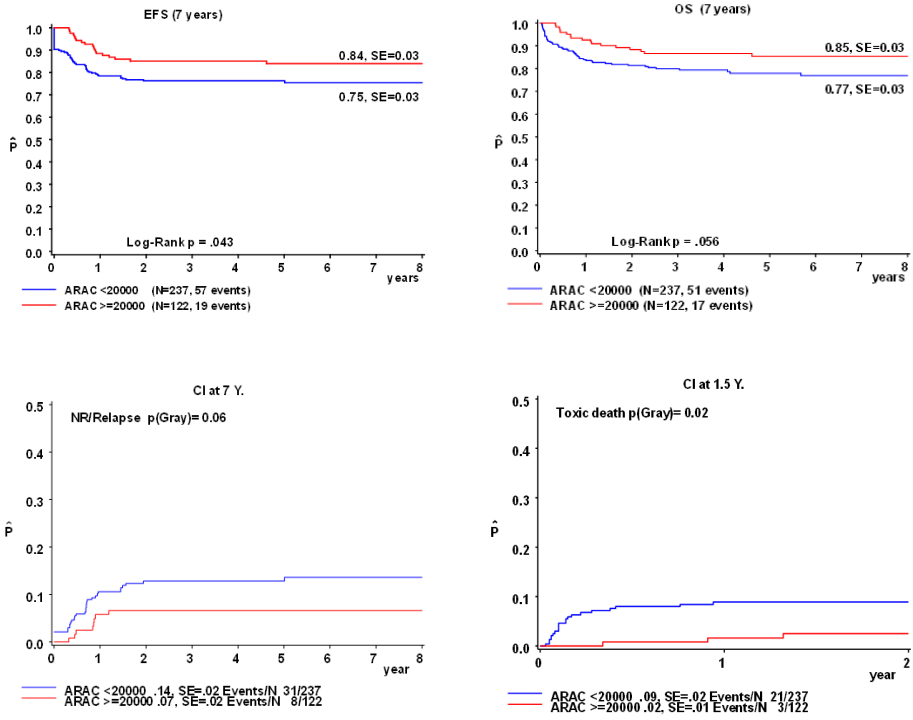 EFS (7 years)
1.0
0.9
0.8
0.7
0.6
0.5
0.4
0.3
0.2
0.1
0.0
P̂
0.84, SE=0.03
0.75, SE=0.03
Log-Rank p = .043
0 1 2 3 4 5 6 7 8
years
ARAC <20000 (N=237, 57 events)
ARAC >=20000 (N=122, 19 events)
OS (7 years)
1.0
0.9
0.8
0.7
0.6
0.5
0.4
0.3
0.2
0.1
0.0
P̂
0.85, SE=0.03
0.77, SE=0.03
Log-Rank p = .056
0 1 2 3 4 5 6 7 8
years
ARAC <20000 (N=237, 51 events)
ARAC >=20000 (N=122, 17 events)
CI at 7 Y.
0.5
0.4
0.3
0.2
0.1
0.0
P̂
NR/Relapse p(Gray)= 0.06
0 1 2 3 4 5 6 7 8
year
ARAC <20000 .14, SE=.02 Events/N 31/237
ARAC >=20000 .07, SE=.02 Events/N 8/122
CI at 1.5 Y.
0.5
0.4
0.3
0.2
0.1
0.0
P̂
Toxic death p(Gray)= 0.02
0 1 2
year
ARAC <20000 .09, SE=.02 Events/N 21/237
ARAC >=20000 .02, SE=.01 Events/N 3/122